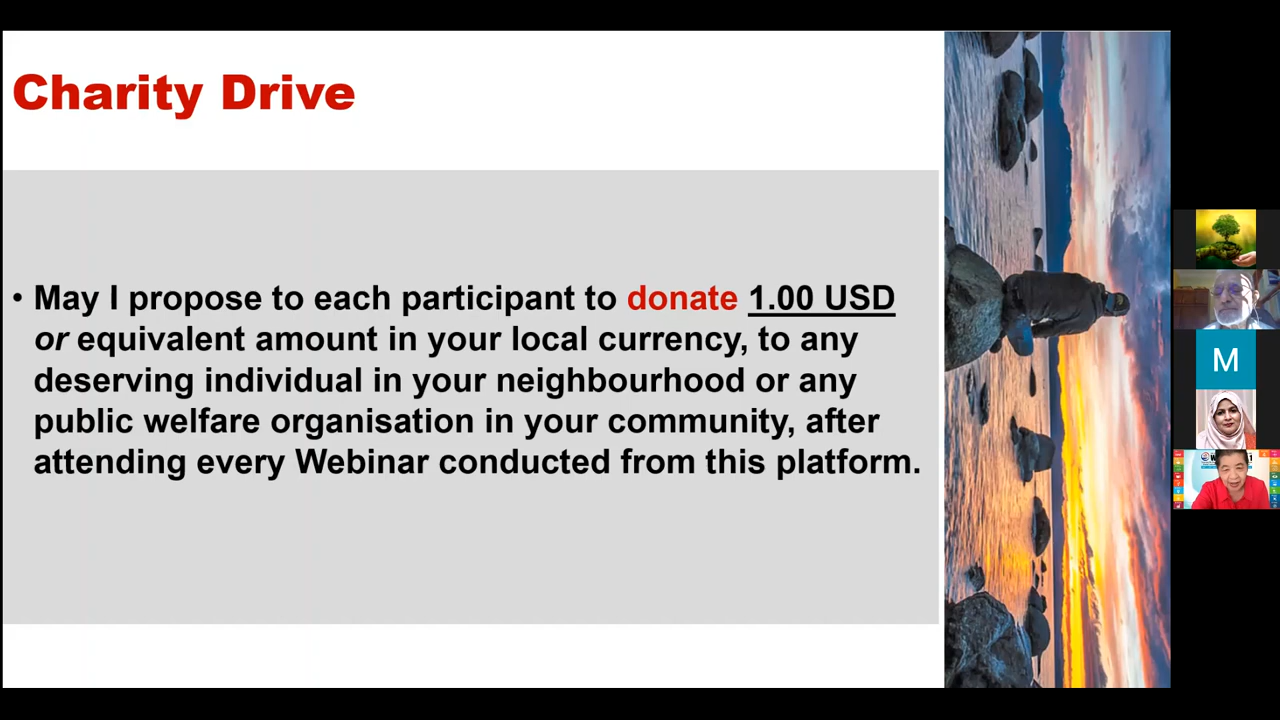 Charity Drive
• May I propose to each participant to donate 1.00 USD
or equivalent amount in your local currency, to any
deserving individual in your neighbourhood or any
public welfare organisation in your community, after
attending every Webinar conducted from this platform.
M